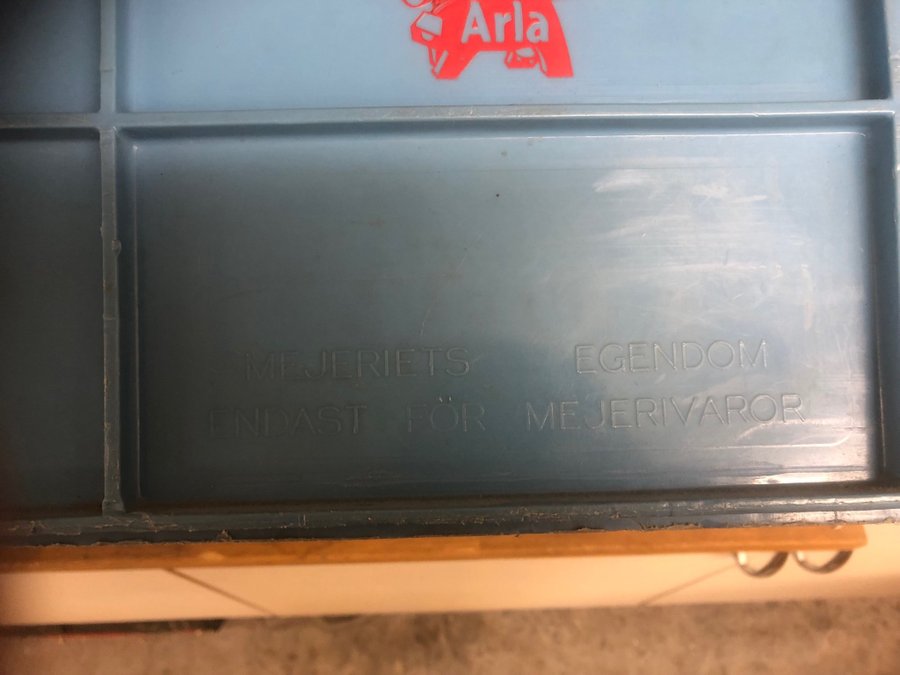 Arla
MEJERIETS EGENDOM
ENDAST FÖR MEJERIVAROR